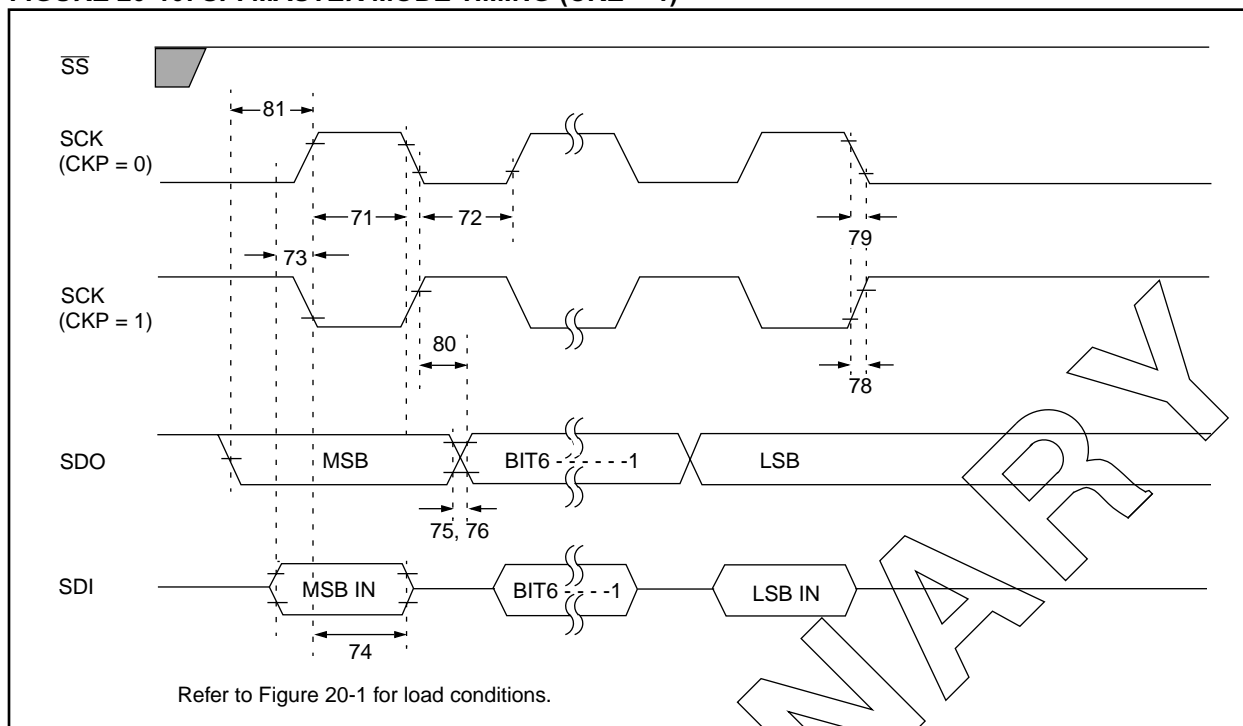 SS
81
SCK
(CKP = 0)
71
72
79
73
SCK
(CKP = 1)
80
78
SDO
MSB
BIT6 - - - - - -1
LSB
75, 76
SDI
MSB IN
BIT6 - - - -1
LSB IN
74
Refer to Figure 20-1 for load conditions.
NARY